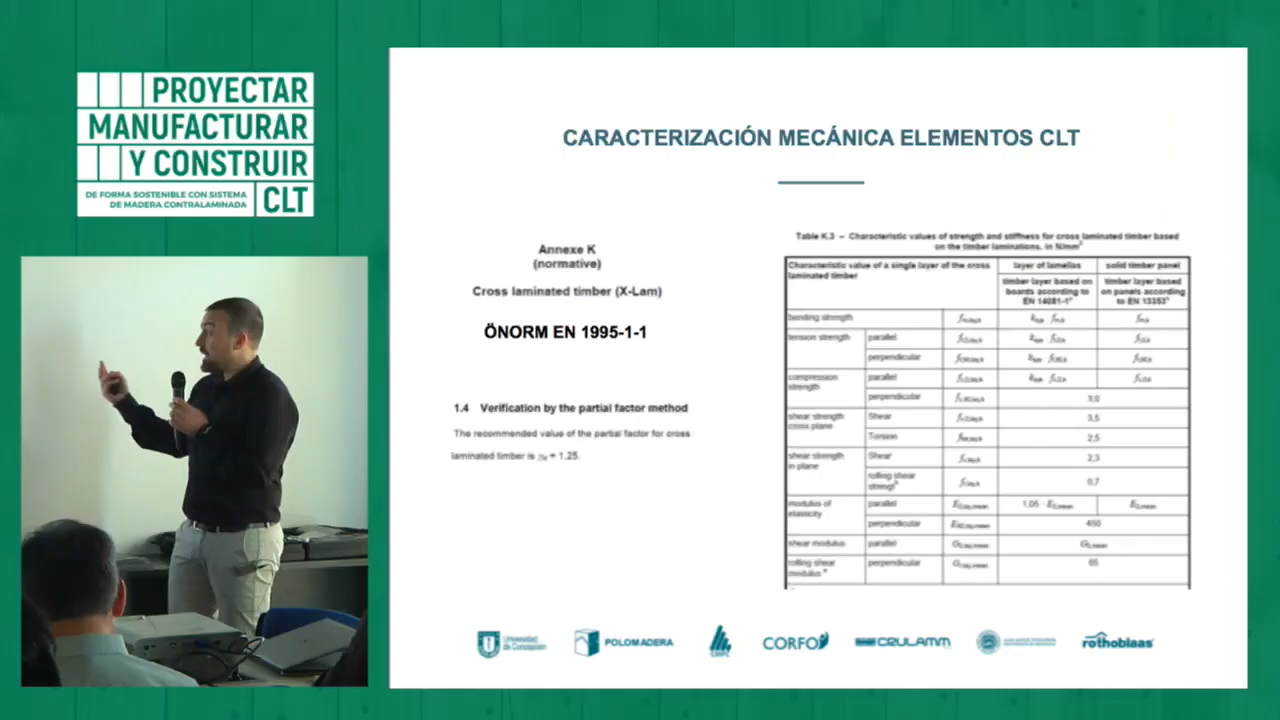 PROYECTAR
MANUFACTURAR
Y CONSTRUIR
DE FORMA SOSTENIBLE CON SISTEMA
DE MADERA CONTRALAMINADA
CLT
CARACTERIZACIÓN MECÁNICA ELEMENTOS CLT
Annexe K
(normative)
Cross laminated timber (X-Lam)
ÖNORM EN 1995-1-1
1.4 Verification by the partial factor method
The recommended value of the partial factor for cross
laminated timber is = 1.25.
Table K.3 – Characteristic values of strength and stiffness for cross laminated timber based
on the timber laminations, in N/mm²
Characteristic value of a single layer of the cross
laminated timber
layer of lamellas
solid timber panel
timber layer based on
boards according to
EN 14081-1
timber layer based
on panels according
to EN 13353
bending strength
tension strength
parallel
perpendicular
compression
strength
parallel
perpendicular
3,0
shear strength
cross plane
Shear
3,5
Torsion
2,5
shear strength
in plane
Shear
2,3
rolling shear
0,7
modulus of
elasticity
parallel
1,05
perpendicular
450
shear modulus
parallel
rolling shear
modulus
perpendicular
65
Universidad
de Concepción
POLOMADERA
CMPC
CORFO
CRULAMM
rothoblaas